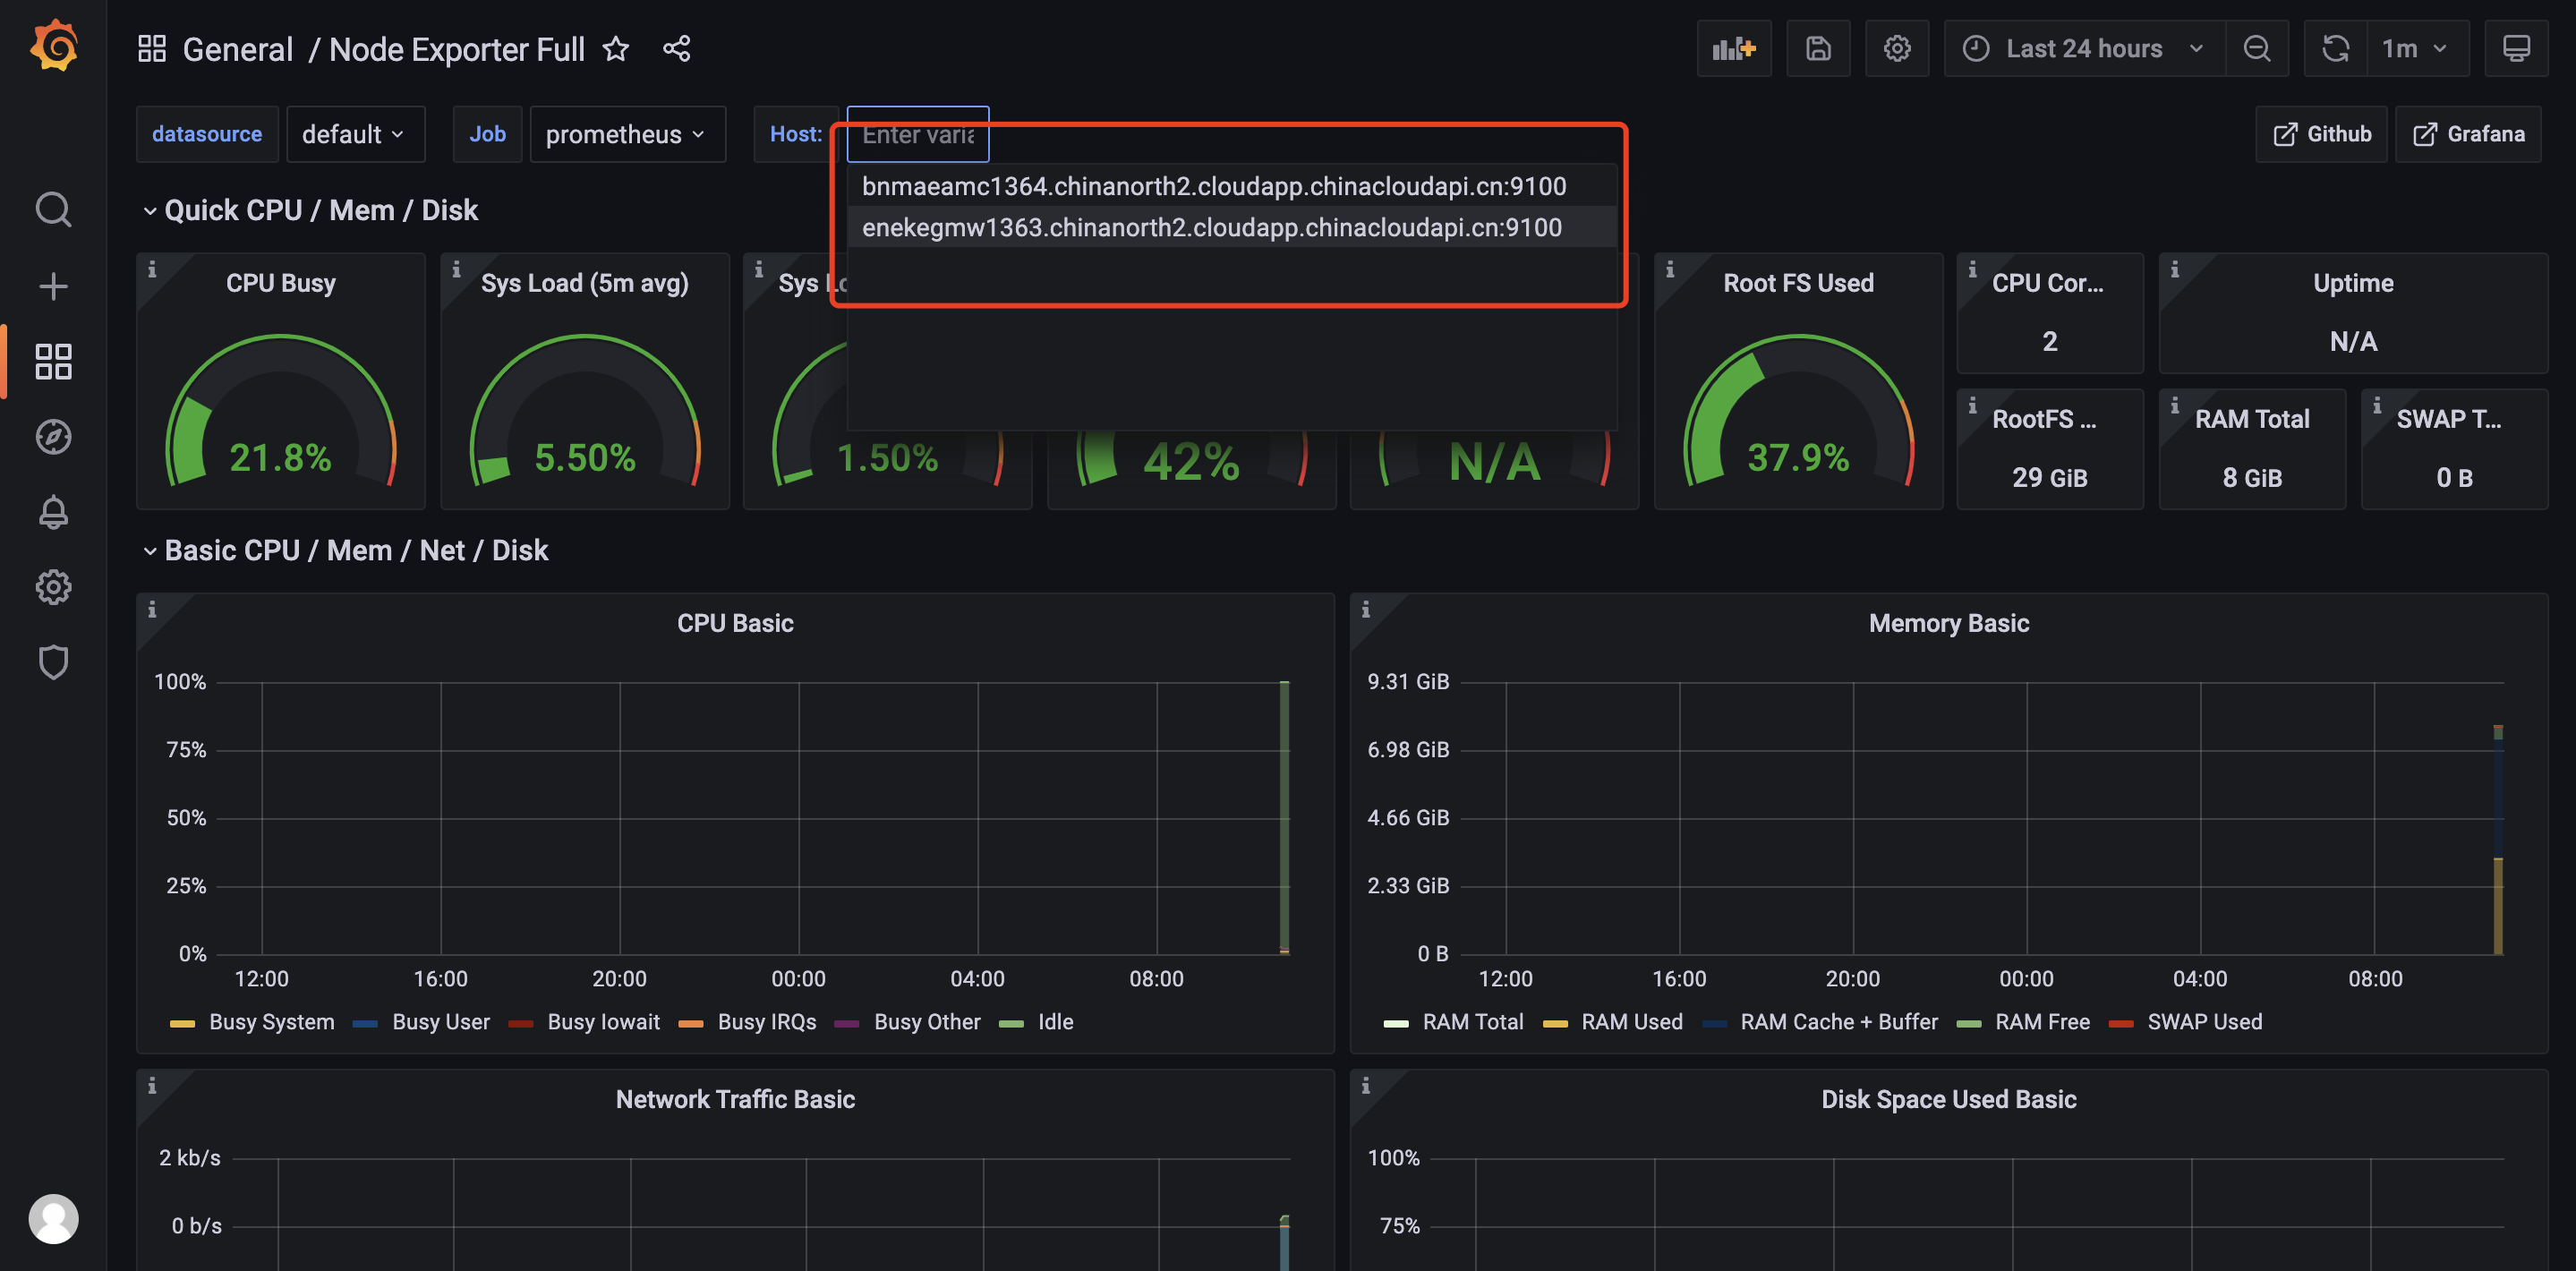 General / Node Exporter Full
Last 24 hours
1m
datasource
default
Job
prometheus
Host:
Enter varia
Github
Grafana
bnmaeamc1364.chinanorth2.cloudapp.chinacloudapi.cn:9100
enekegmw1363.chinanorth2.cloudapp.chinacloudapi.cn:9100
Quick CPU / Mem / Disk
CPU Busy
21.8%
Sys Load (5m avg)
5.50%
Sys Lo
1.50%
42%
N/A
Root FS Used
37.9%
CPU Cor...
2
Uptime
N/A
RootFS ...
29 GiB
RAM Total
8 GiB
SWAP T...
0 B
Basic CPU / Mem / Net / Disk
CPU Basic
100%
75%
50%
25%
0%
12:00 16:00 20:00 00:00 04:00 08:00
Busy System Busy User Busy Iowait Busy IRQs Busy Other Idle
Memory Basic
9.31 GiB
6.98 GiB
4.66 GiB
2.33 GiB
0 B
12:00 16:00 20:00 00:00 04:00 08:00
RAM Total RAM Used RAM Cache + Buffer RAM Free SWAP Used
Network Traffic Basic
2 kb/s
0 b/s
Disk Space Used Basic
100%
75%